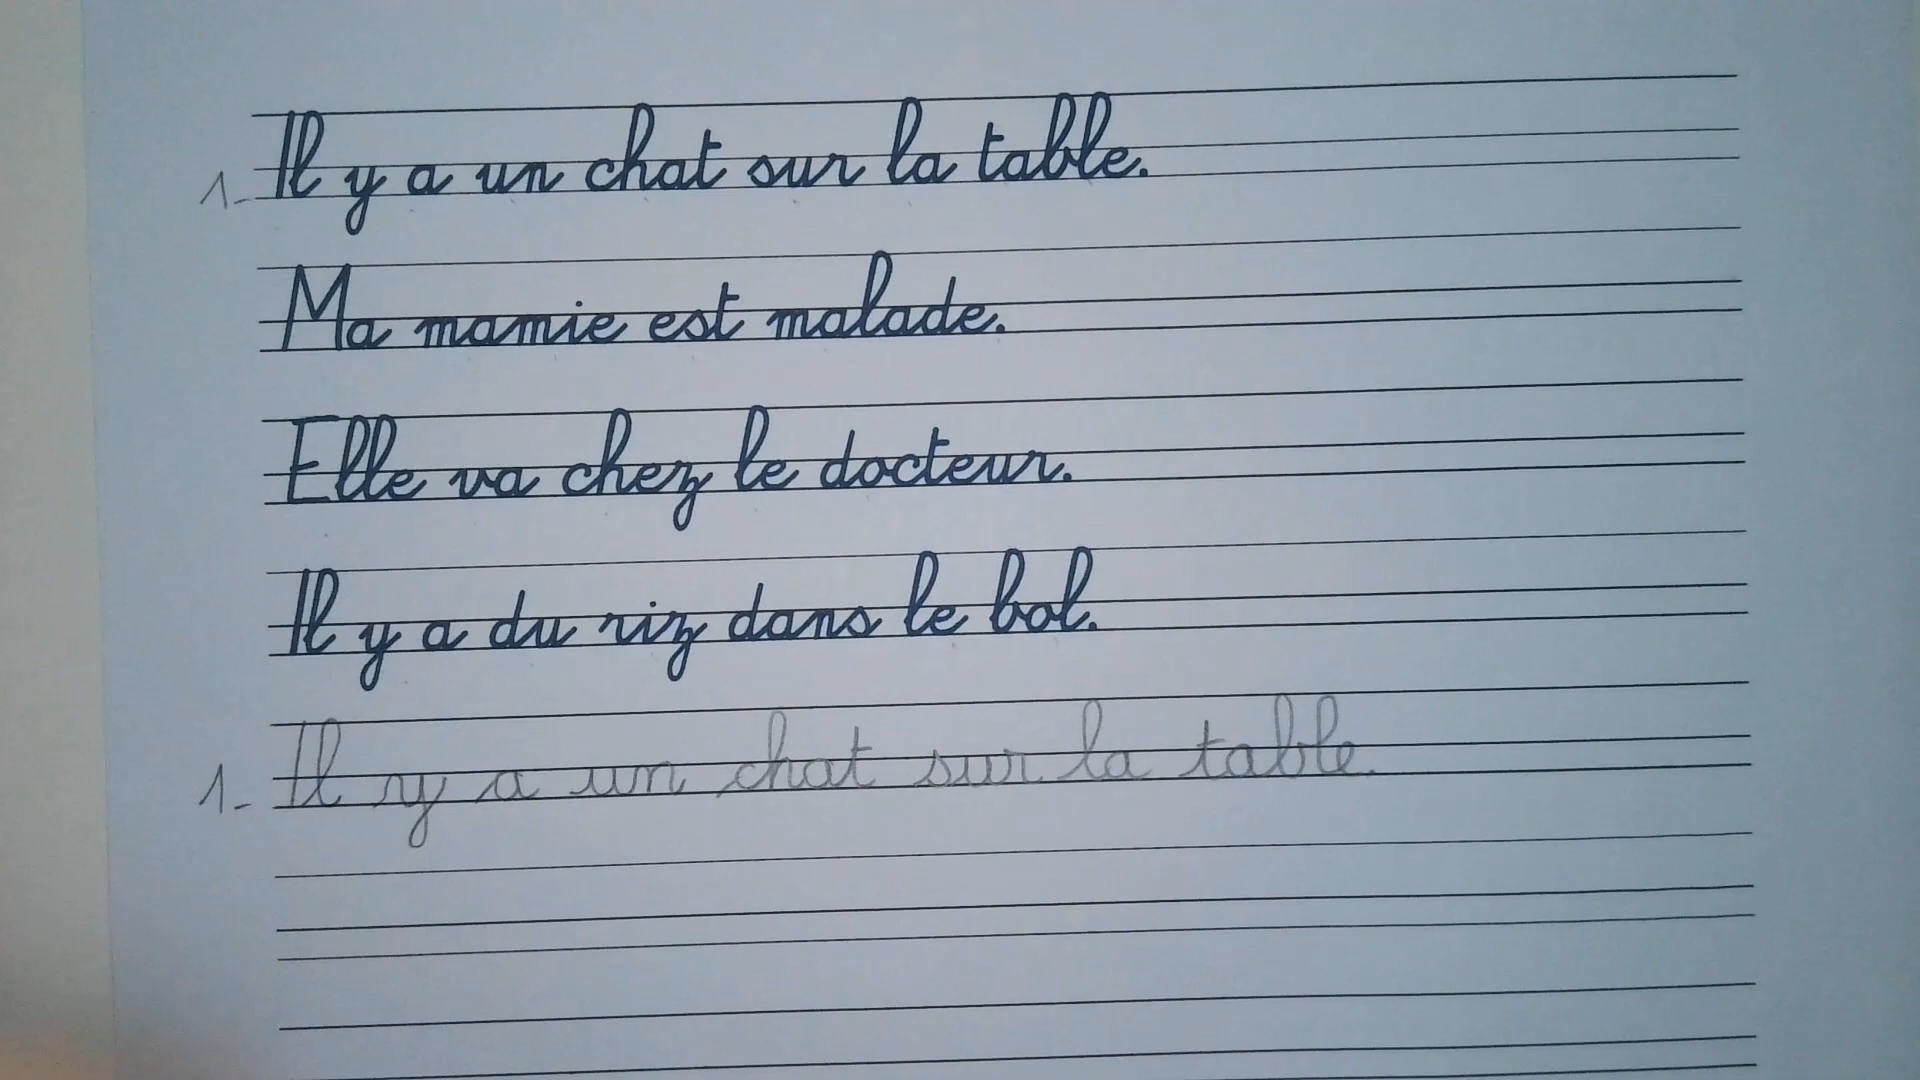 1- Il y a un chat sur la table.
Ma mamie est malade.
Elle va chez le docteur.
Il y a du riz dans le bol.
1- Il y a un chat sur la table.